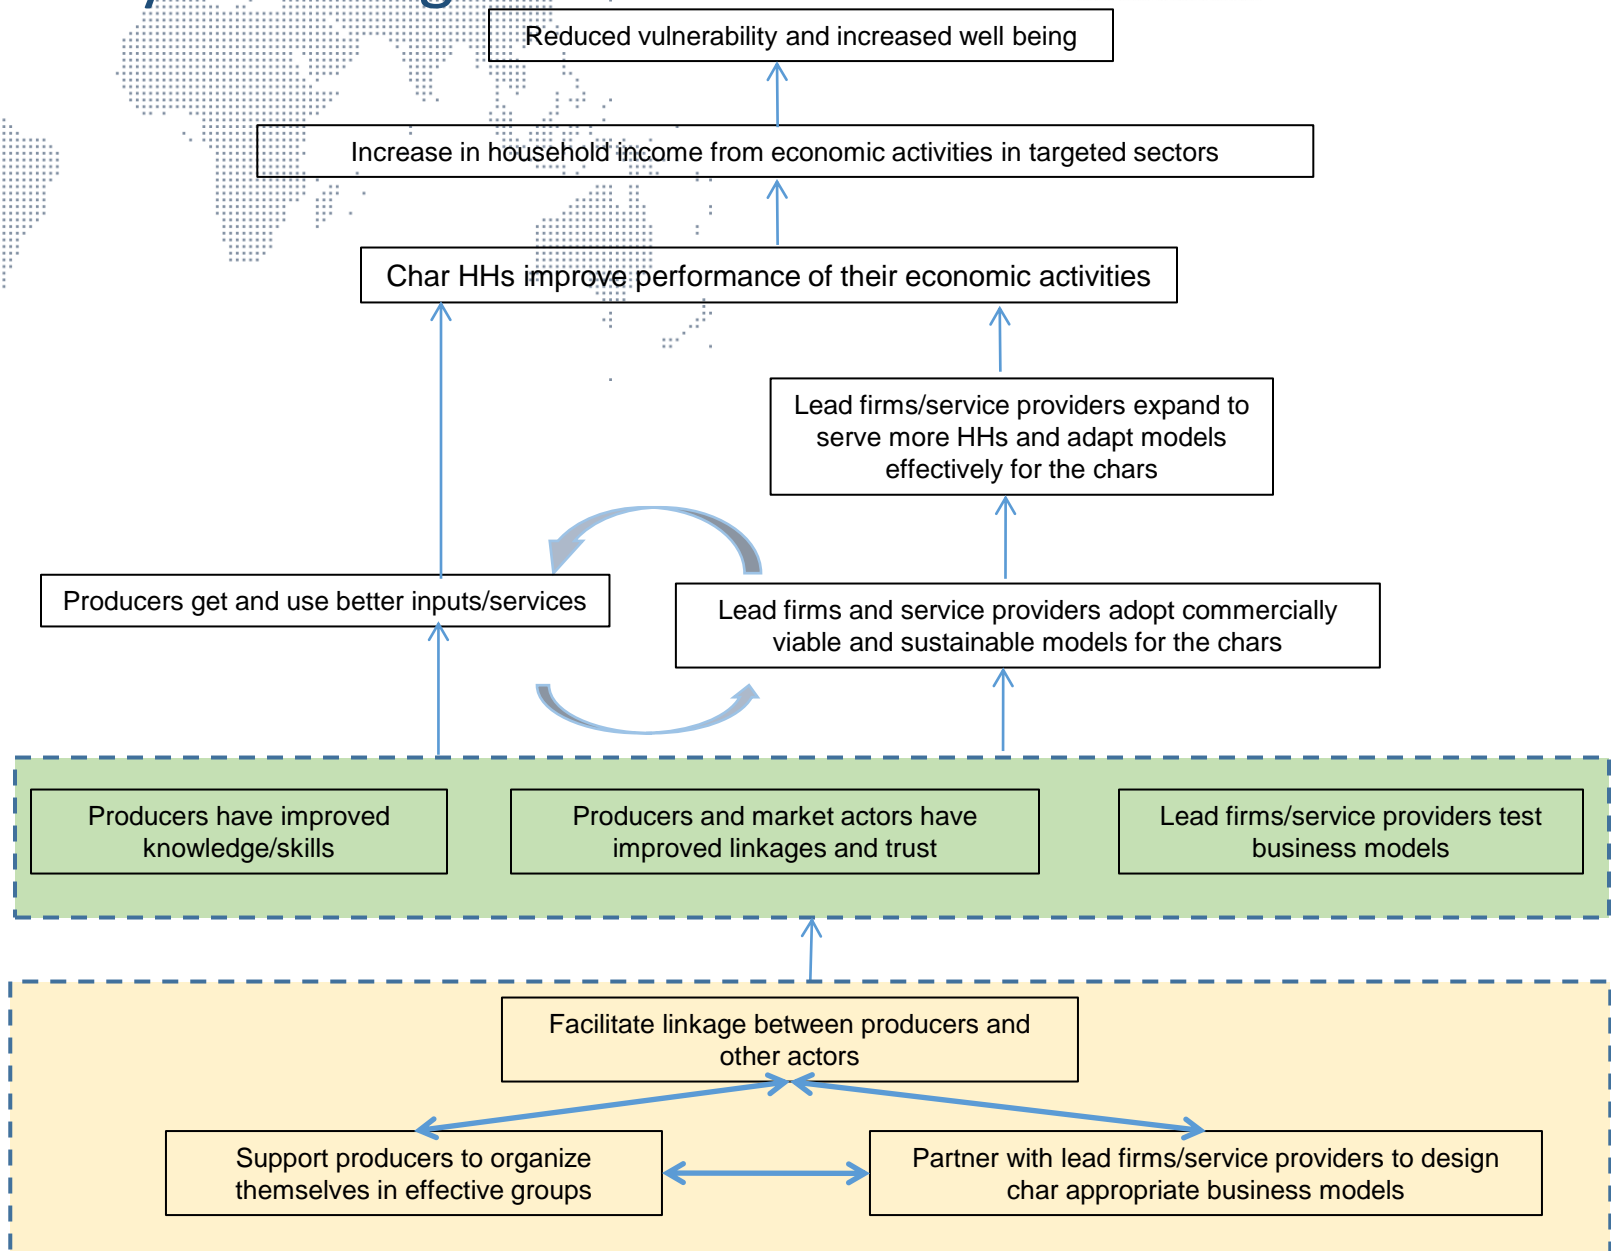 Reduced vulnerability and increased well being
Increase in household income from economic activities in targeted sectors
Char HHs improve performance of their economic activities
Lead firms/service providers expand to
serve more HHs and adapt models
effectively for the chars
Producers get and use better inputs/services
Lead firms and service providers adopt commercially
viable and sustainable models for the chars
Producers have improved
knowledge/skills
Producers and market actors have
improved linkages and trust
Lead firms/service providers test
business models
Facilitate linkage between producers and
other actors
Support producers to organize
themselves in effective groups
Partner with lead firms/service providers to design
char appropriate business models